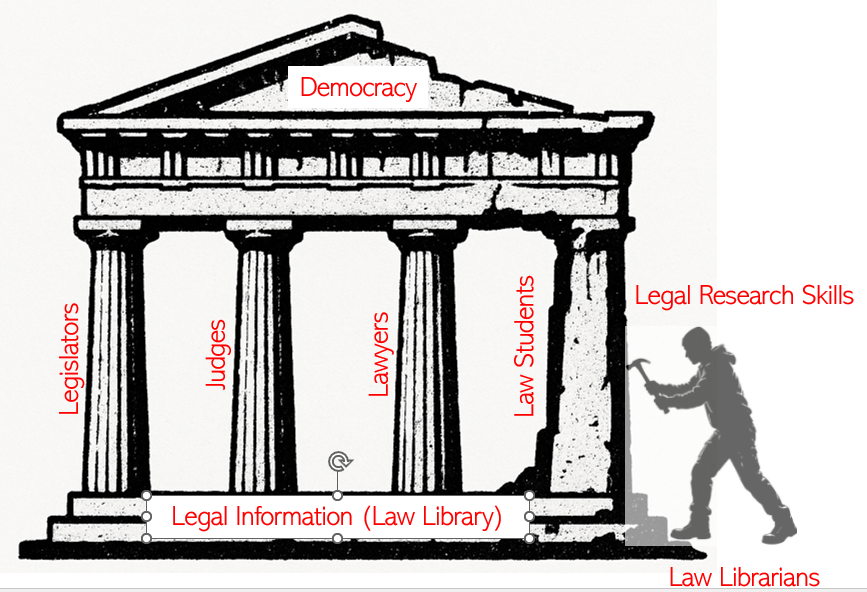 Democracy
Legislators
Judges
Lawyers
Law Students
Legal Research Skills
Legal Information (Law Library)
Law Librarians